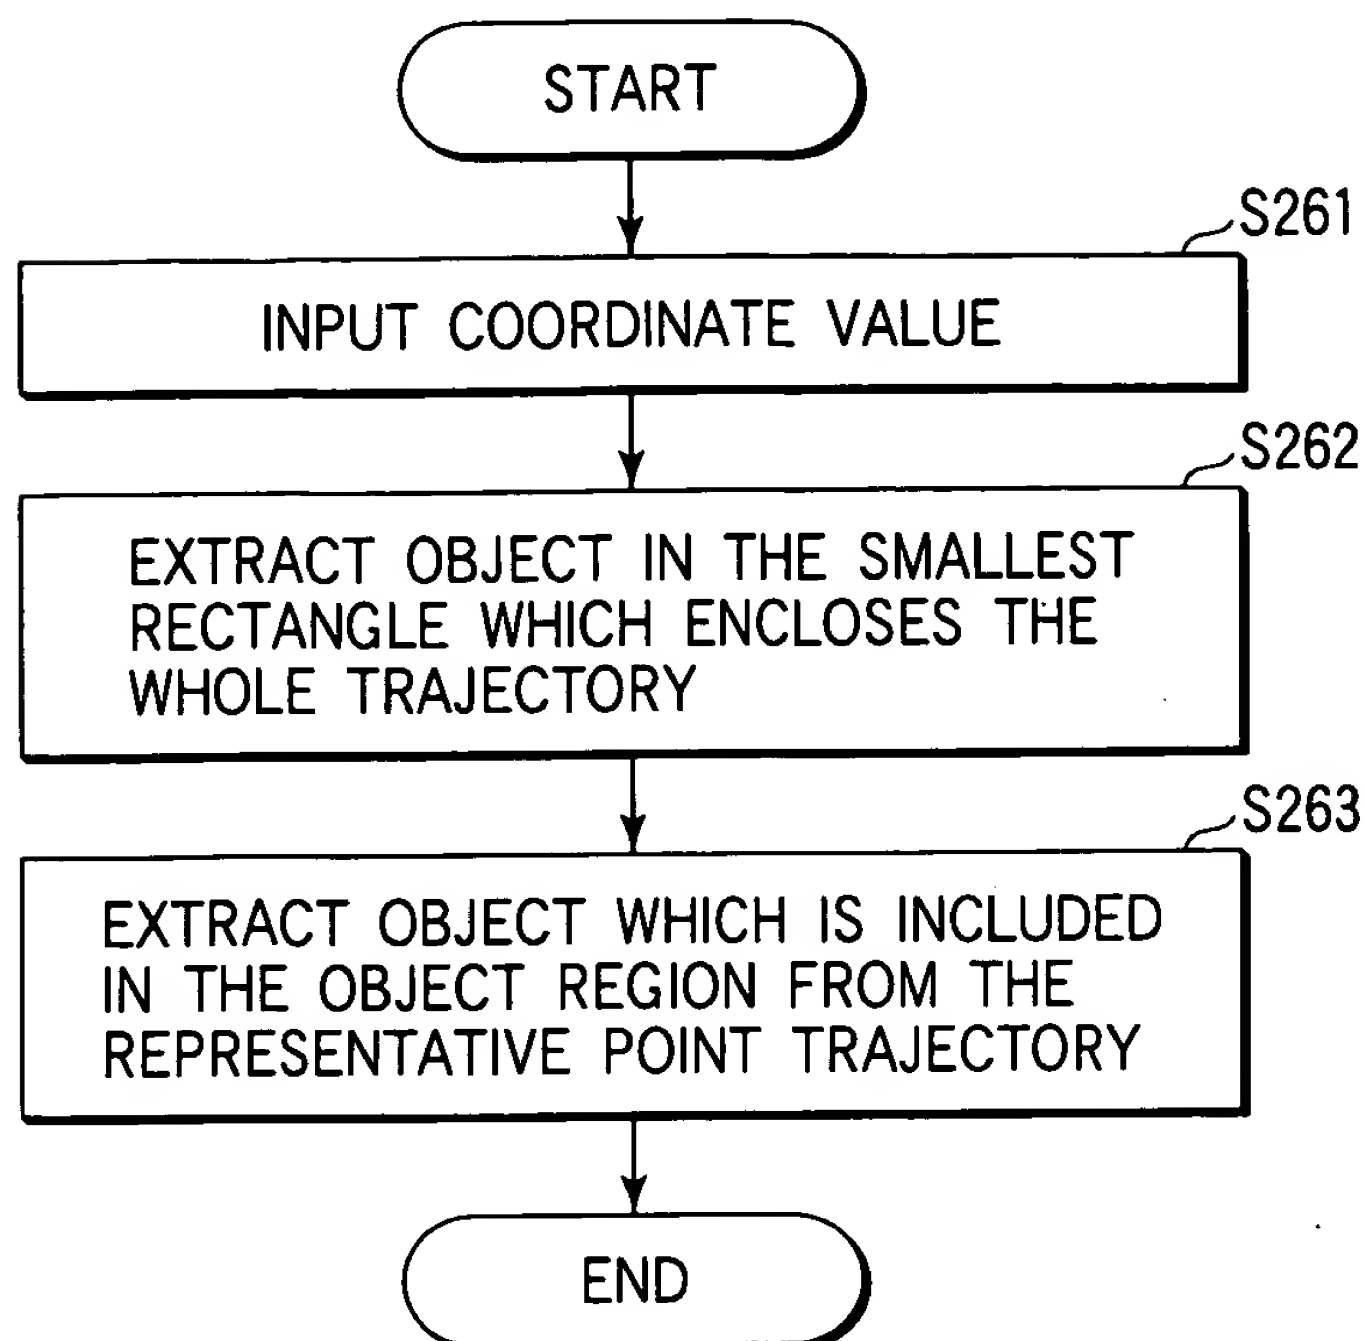 START
S261
INPUT COORDINATE VALUE
S262
EXTRACT OBJECT IN THE SMALLEST
RECTANGLE WHICH ENCLOSES THE
WHOLE TRAJECTORY
S263
EXTRACT OBJECT WHICH IS INCLUDED
IN THE OBJECT REGION FROM THE
REPRESENTATIVE POINT TRAJECTORY
END